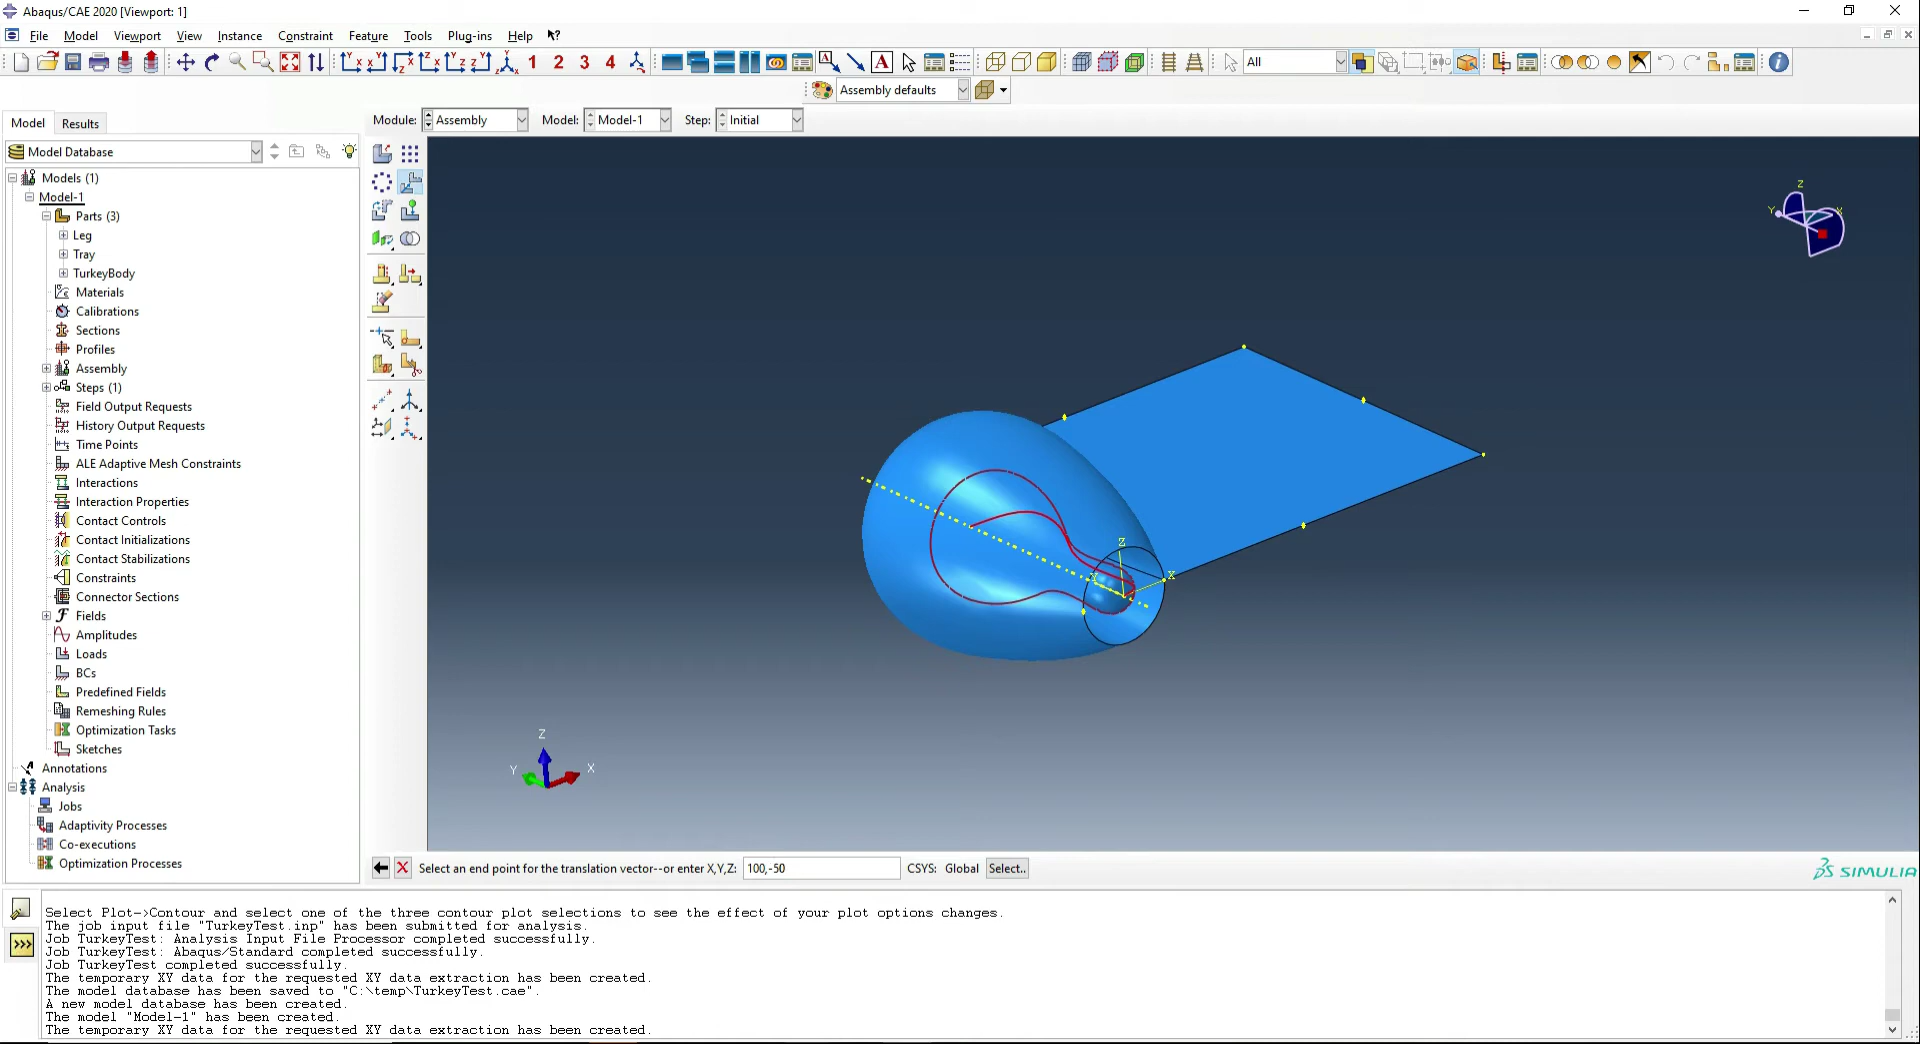 Abaqus/CAE 2020 [Viewport: 1]
File Model Viewport View Instance Constraint Feature Tools Plug-ins Help
1 2 3 4 A A All
Assembly defaults
Model Results
Module: Assembly Model: Model-1 Step: Initial
Model Database
Models (1)
Model-1
Parts (3)
Leg
Tray
TurkeyBody
Materials
Calibrations
Sections
Profiles
Assembly
Steps (1)
Field Output Requests
History Output Requests
Time Points
ALE Adaptive Mesh Constraints
Interactions
Interaction Properties
Contact Controls
Contact Initializations
Contact Stabilizations
Constraints
Connector Sections
Fields
Amplitudes
Loads
BCs
Predefined Fields
Remeshing Rules
Optimization Tasks
Sketches
Annotations
Analysis
Jobs
Adaptivity Processes
Co-executions
Optimization Processes
Z
Y X
Z
Y X
Z
Y X
Select an end point for the translation vector--or enter X,Y,Z: 100,-50 CSYS: Global Select..
SIMULIA
Select Plot->Contour and select one of the three contour plot selections to see the effect of your plot options changes.
The job input file "TurkeyTest.inp" has been submitted for analysis.
Job TurkeyTest: Analysis Input File Processor completed successfully.
Job TurkeyTest: Abaqus/Standard completed successfully.
Job TurkeyTest completed successfully.
The temporary XY data for the requested XY data extraction has been created.
The model database has been saved to "C:\temp\TurkeyTest.cae".
A new model database has been created.
The model "Model-1" has been created.
The temporary XY data for the requested XY data extraction has been created.